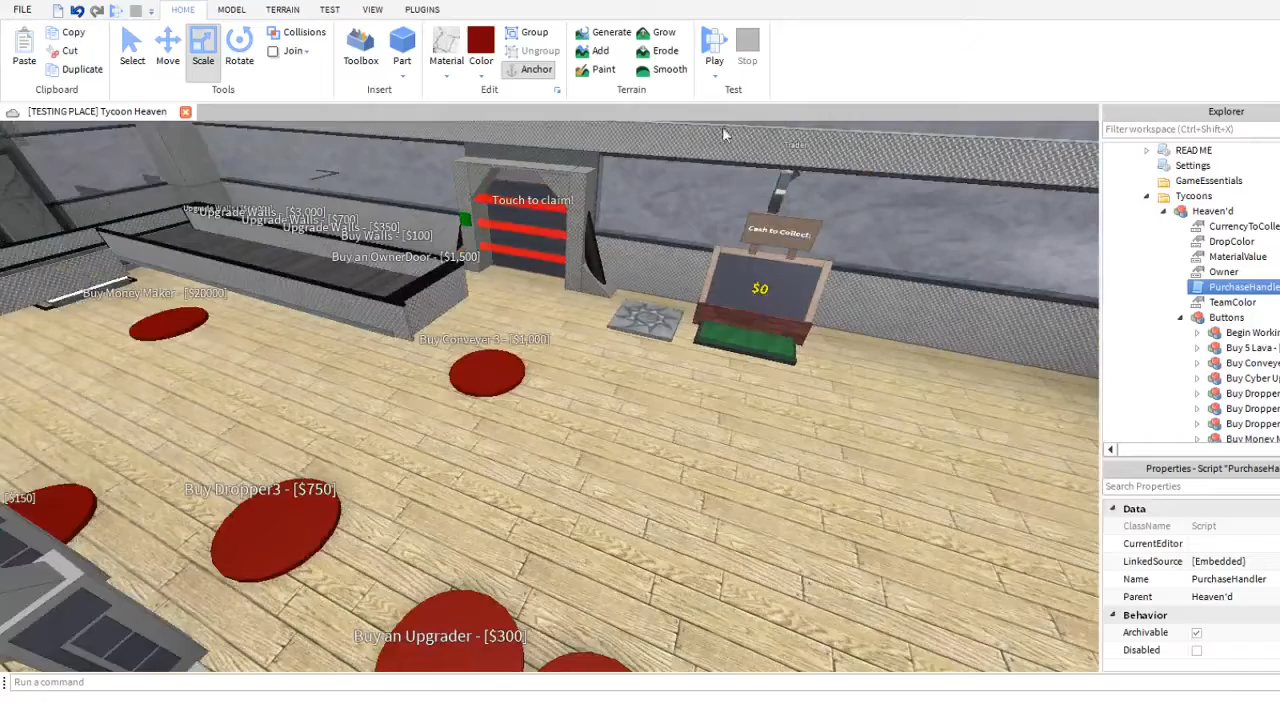 FILE HOME MODEL TERRAIN TEST VIEW PLUGINS
Copy
Cut
Duplicate
Paste
Clipboard
Select Move Scale Rotate
Collisions
Join
Tools
Toolbox Part
Insert
Material Color
Group
Ungroup
Anchor
Edit
Generate Grow
Add Erode
Paint Smooth
Terrain
Play Stop
Test
[TESTING PLACE] Tycoon Heaven
Explorer
Filter workspace (Ctrl+Shift+X)
README
Settings
GameEssentials
Tycoons
Heaven'd
CurrencyToColle
DropColor
MaterialValue
Owner
PurchaseHandle
TeamColor
Buttons
Begin Workin
Buy 5 Lava - [
Buy Conveye
Buy Cyber Up
Buy Dropper
Buy Dropper
Buy Dropper
Buy Money M
Properties - Script "PurchaseHa
Search Properties
Data
ClassName Script
CurrentEditor
LinkedSource [Embedded]
Name PurchaseHandler
Parent Heaven'd
Behavior
Archivable
Disabled
Touch to claim!
Cash to Collect:
$0
Upgrade Walls - [$3,000]
Upgrade Walls - [$700]
Upgrade Walls - [$350]
Buy Walls - [$100]
Buy an OwnerDoor - [$1,500]
Buy Money Maker - [$20000]
Buy Conveyer 3 - [$1,000]
Buy Dropper3 - [$750]
[$150]
Buy an Upgrader - [$300]
Run a command